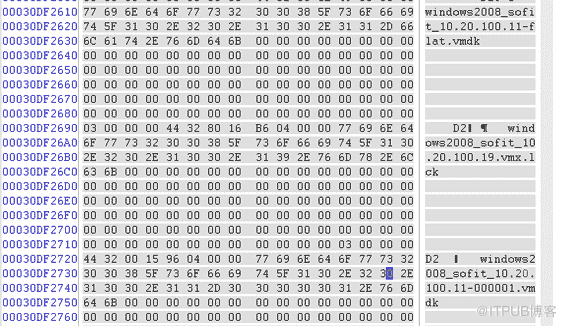 00030DF2610 77 69 6E 64 6F 77 73 32 30 30 38 5F 73 6F 66 69 windows2008_sofi
00030DF2620 74 5F 31 30 2E 32 30 2E 31 30 30 2E 31 31 2D 66 t_10.20.100.11-f
00030DF2630 6C 61 74 2E 76 6D 64 6B 00 00 00 00 00 00 00 00 lat.vmdk
00030DF2640 00 00 00 00 00 00 00 00 00 00 00 00 00 00 00 00
00030DF2650 00 00 00 00 00 00 00 00 00 00 00 00 00 00 00 00
00030DF2660 00 00 00 00 00 00 00 00 00 00 00 00 00 00 00 00
00030DF2670 00 00 00 00 00 00 00 00 00 00 00 00 00 00 00 00
00030DF2680 00 00 00 00 00 00 00 00 00 00 00 00 00 00 00 00
00030DF2690 03 00 00 00 44 32 80 16 B6 04 00 00 77 69 6E 64 D2 ¶ wind
00030DF26A0 6F 77 73 32 30 30 38 5F 73 6F 66 69 74 5F 31 30 ows2008_sofit_10
00030DF26B0 2E 32 30 2E 31 30 30 2E 31 39 2E 76 6D 78 2E 6C .20.100.19.vmx.l
00030DF26C0 63 6B 00 00 00 00 00 00 00 00 00 00 00 00 00 00 ck
00030DF26D0 00 00 00 00 00 00 00 00 00 00 00 00 00 00 00 00
00030DF26E0 00 00 00 00 00 00 00 00 00 00 00 00 00 00 00 00
00030DF26F0 00 00 00 00 00 00 00 00 00 00 00 00 00 00 00 00
00030DF2700 00 00 00 00 00 00 00 00 00 00 00 00 00 00 00 00
00030DF2710 00 00 00 00 00 00 00 00 00 00 00 00 03 00 00 00
00030DF2720 44 32 00 15 96 04 00 00 77 69 6E 64 6F 77 73 32 D2 windows2
00030DF2730 30 30 38 5F 73 6F 66 69 74 5F 31 30 2E 32 30 2E 008_sofit_10.20.
00030DF2740 31 30 30 2E 31 31 2D 30 30 30 30 30 31 2E 76 6D 100.11-000001.vm
00030DF2750 64 6B 00 00 00 00 00 00 00 00 00 00 00 00 00 00 dk
00030DF2760 00 00 00 00 00 00 00 00 00 00 00 00 00 00 00 00
@ITPUB博客